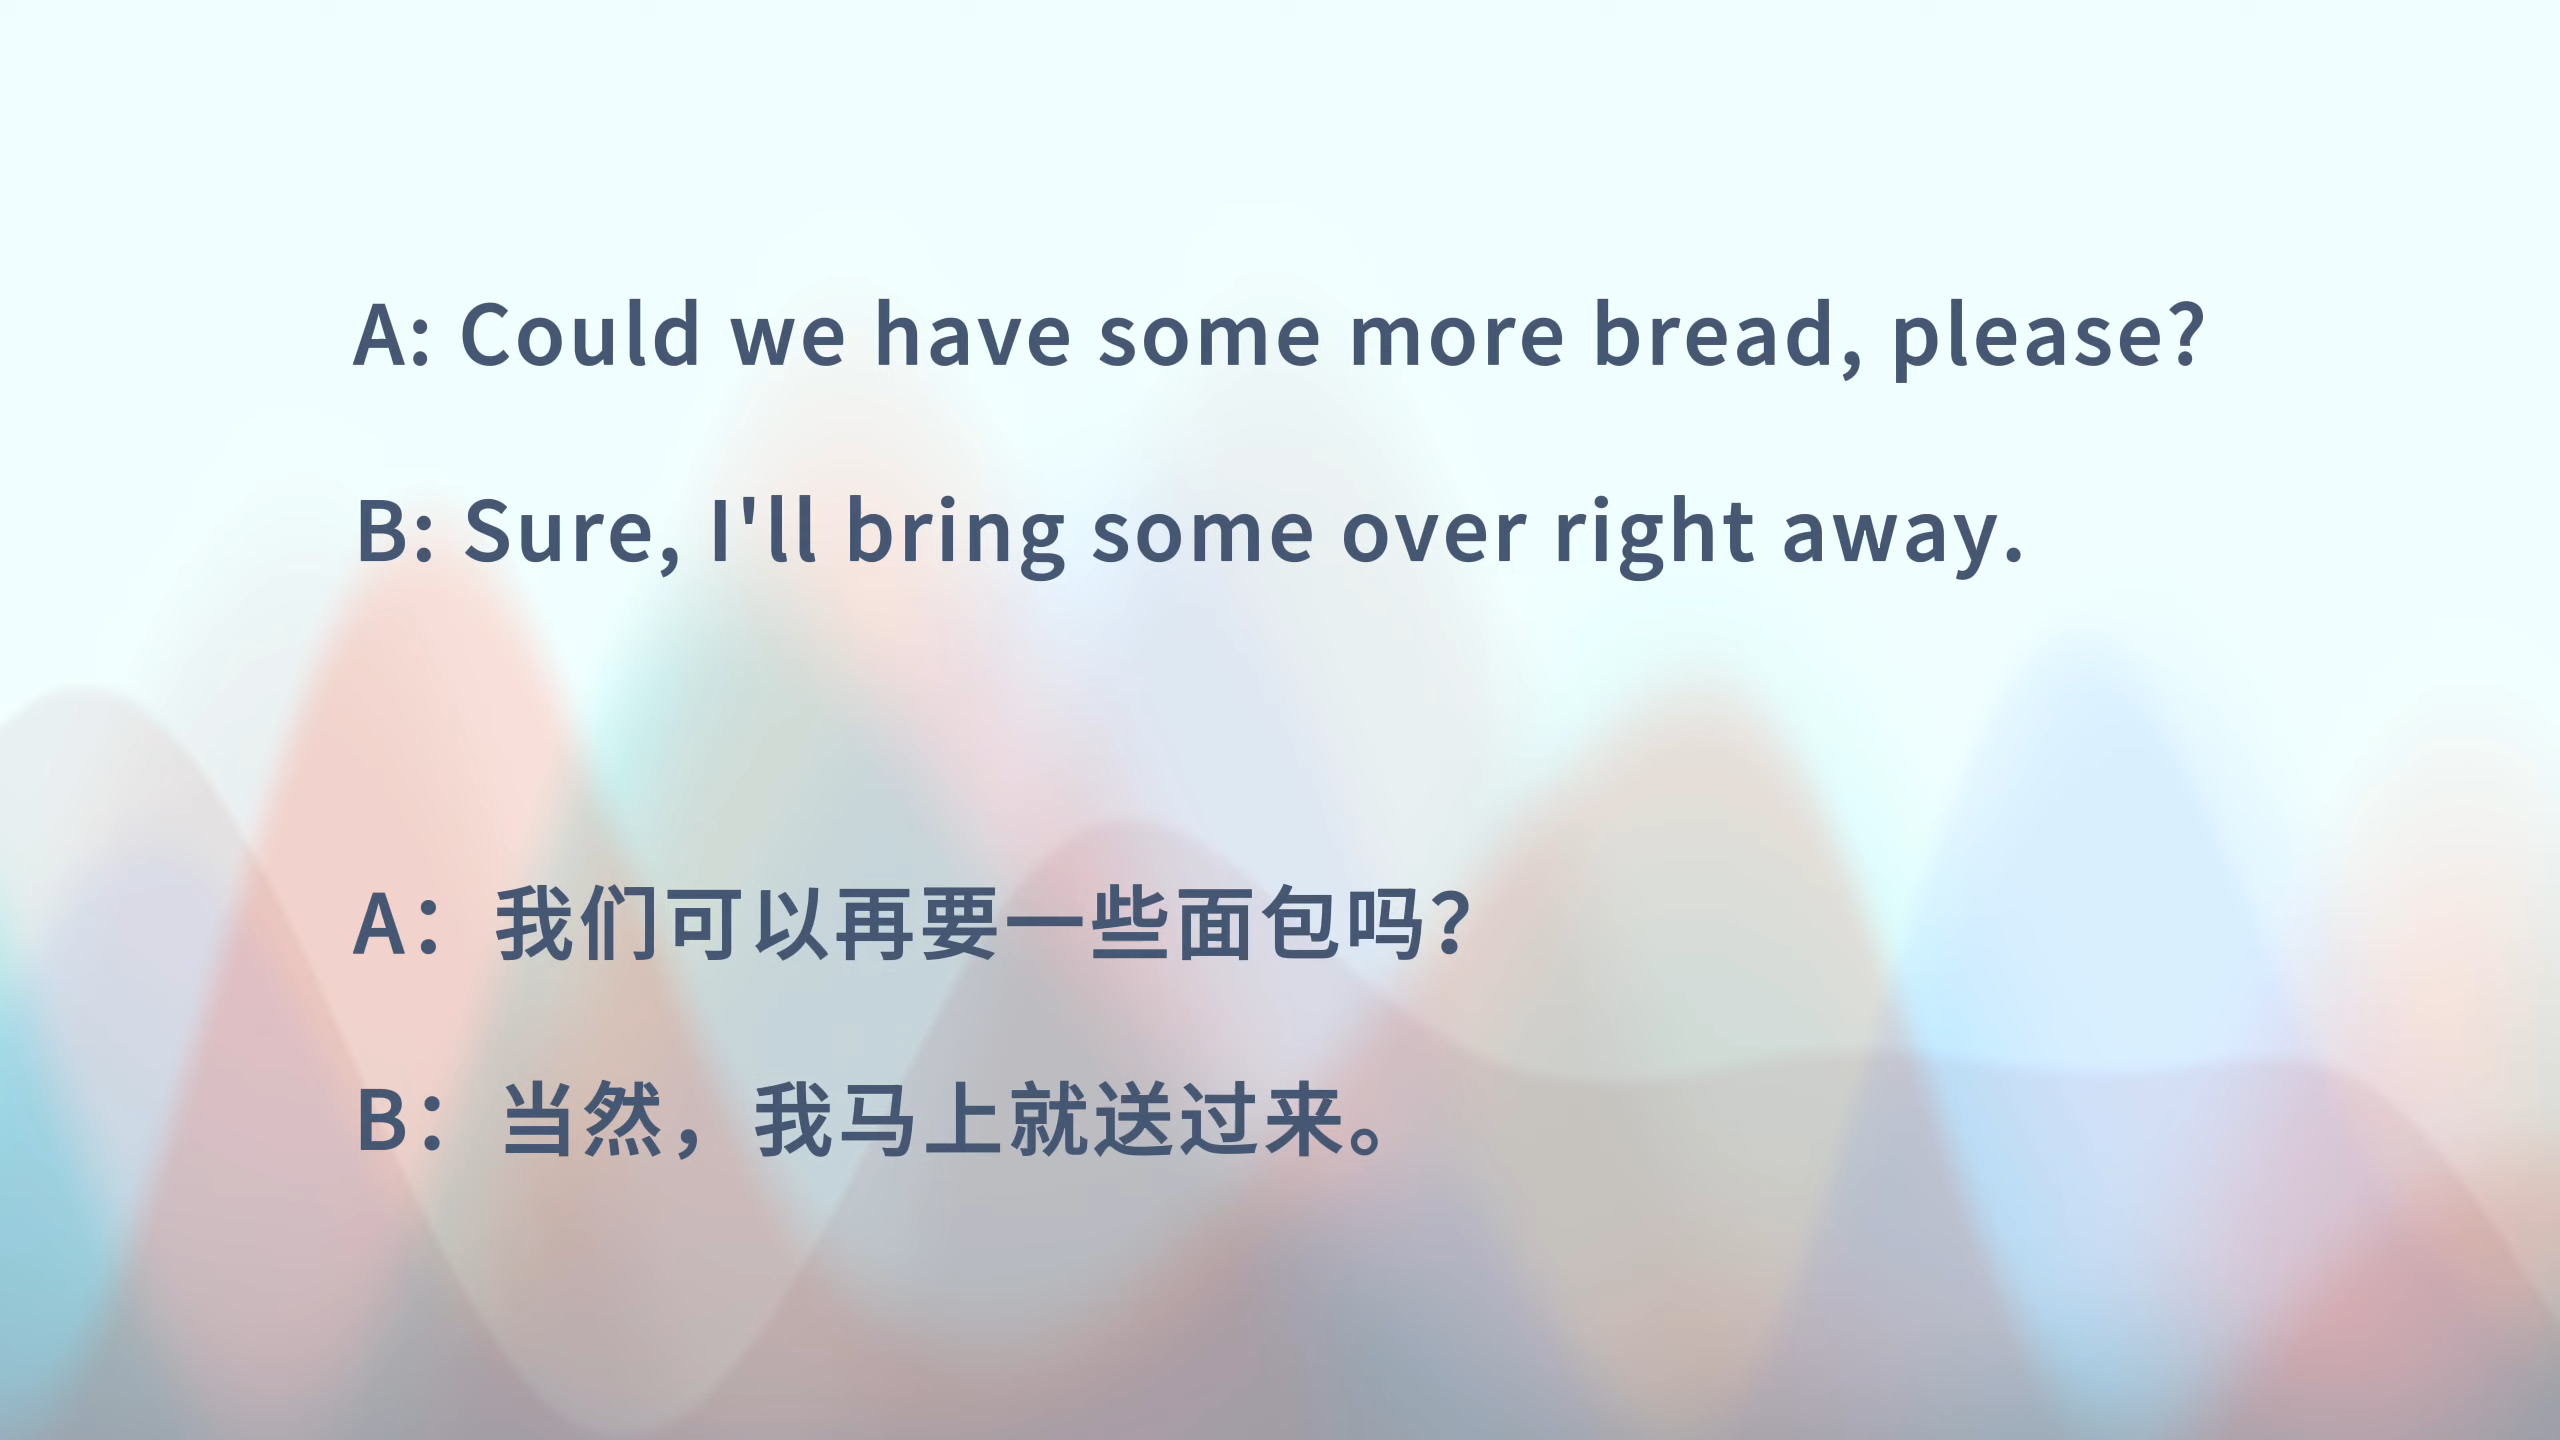 A: Could we have some more bread, please?
B: Sure, I'll bring some over right away.
A：我们可以再要一些面包吗？
B：当然，我马上就送过来。